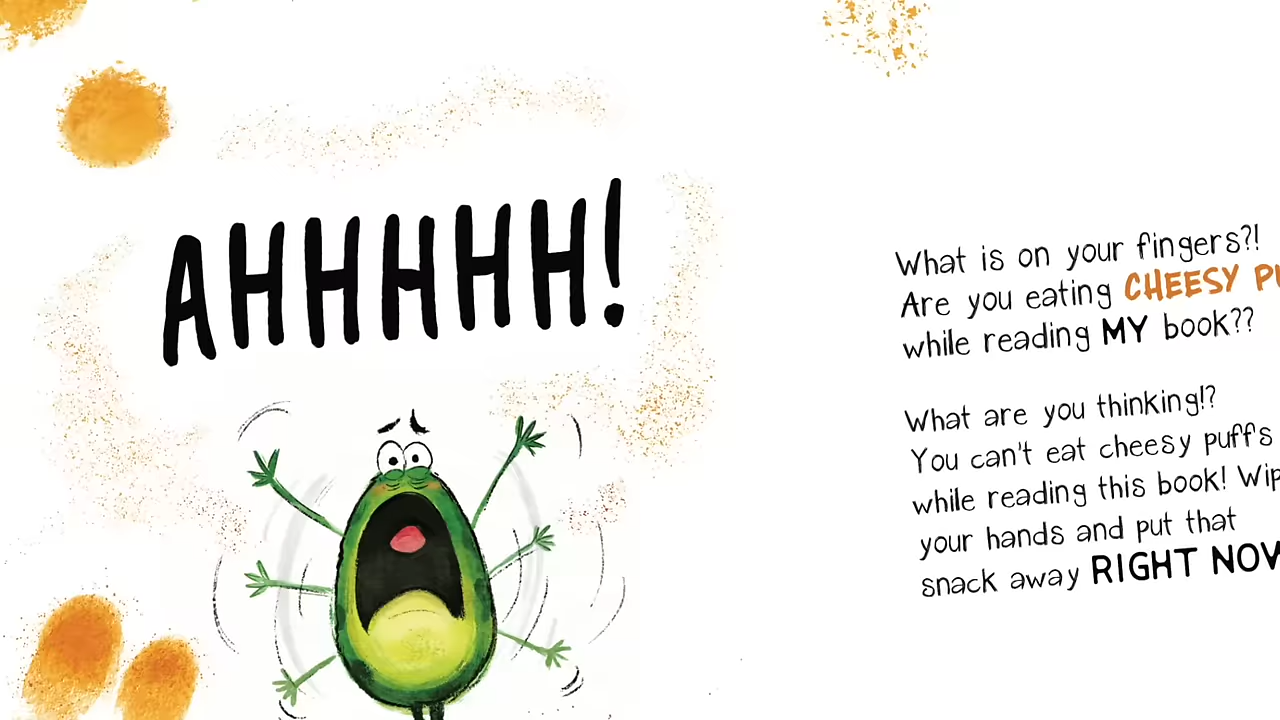 AHHHHH!
What is on your fingers?!
Are you eating CHEESY
while reading MY book??
What are you thinking!?
You can't eat cheesy puffs
while reading this book!
your hands and put that
snack away RIGHT